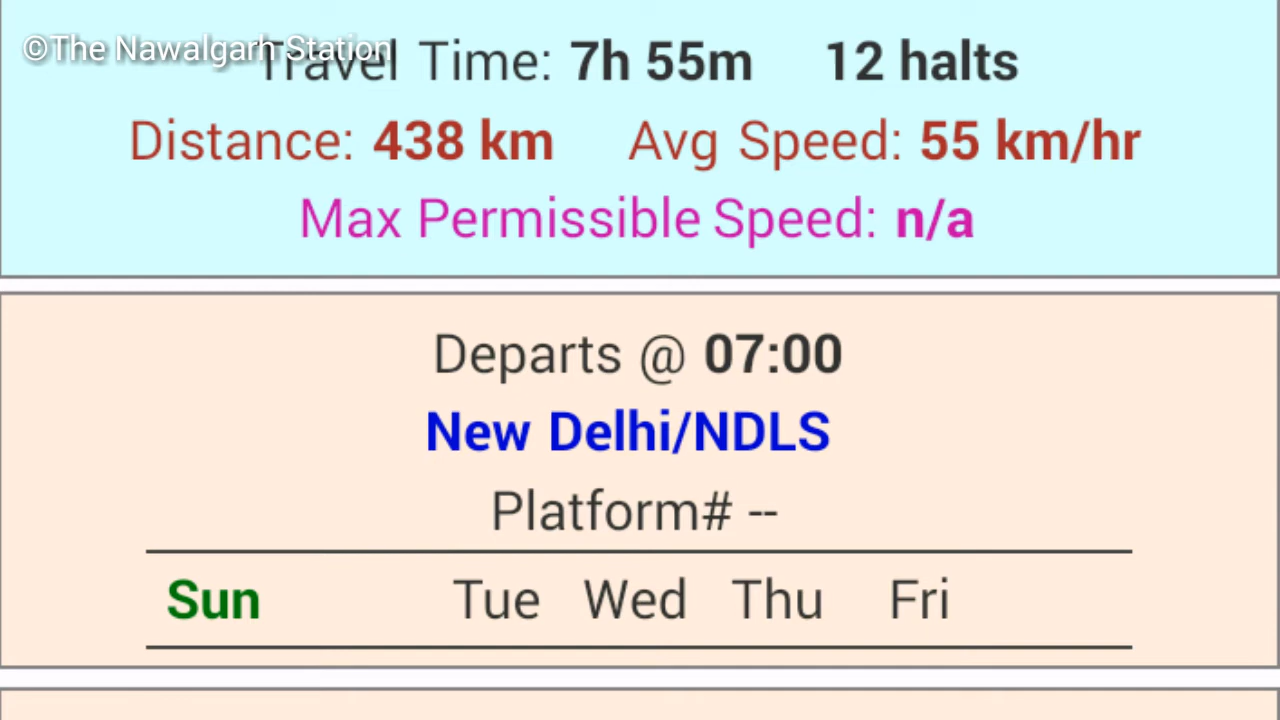 ©The Nawalgarh Station
Travel Time: 7h 55m 12 halts
Distance: 438 km Avg Speed: 55 km/hr
Max Permissible Speed: n/a
Departs @ 07:00
New Delhi/NDLS
Platform# --
Sun Tue Wed Thu Fri